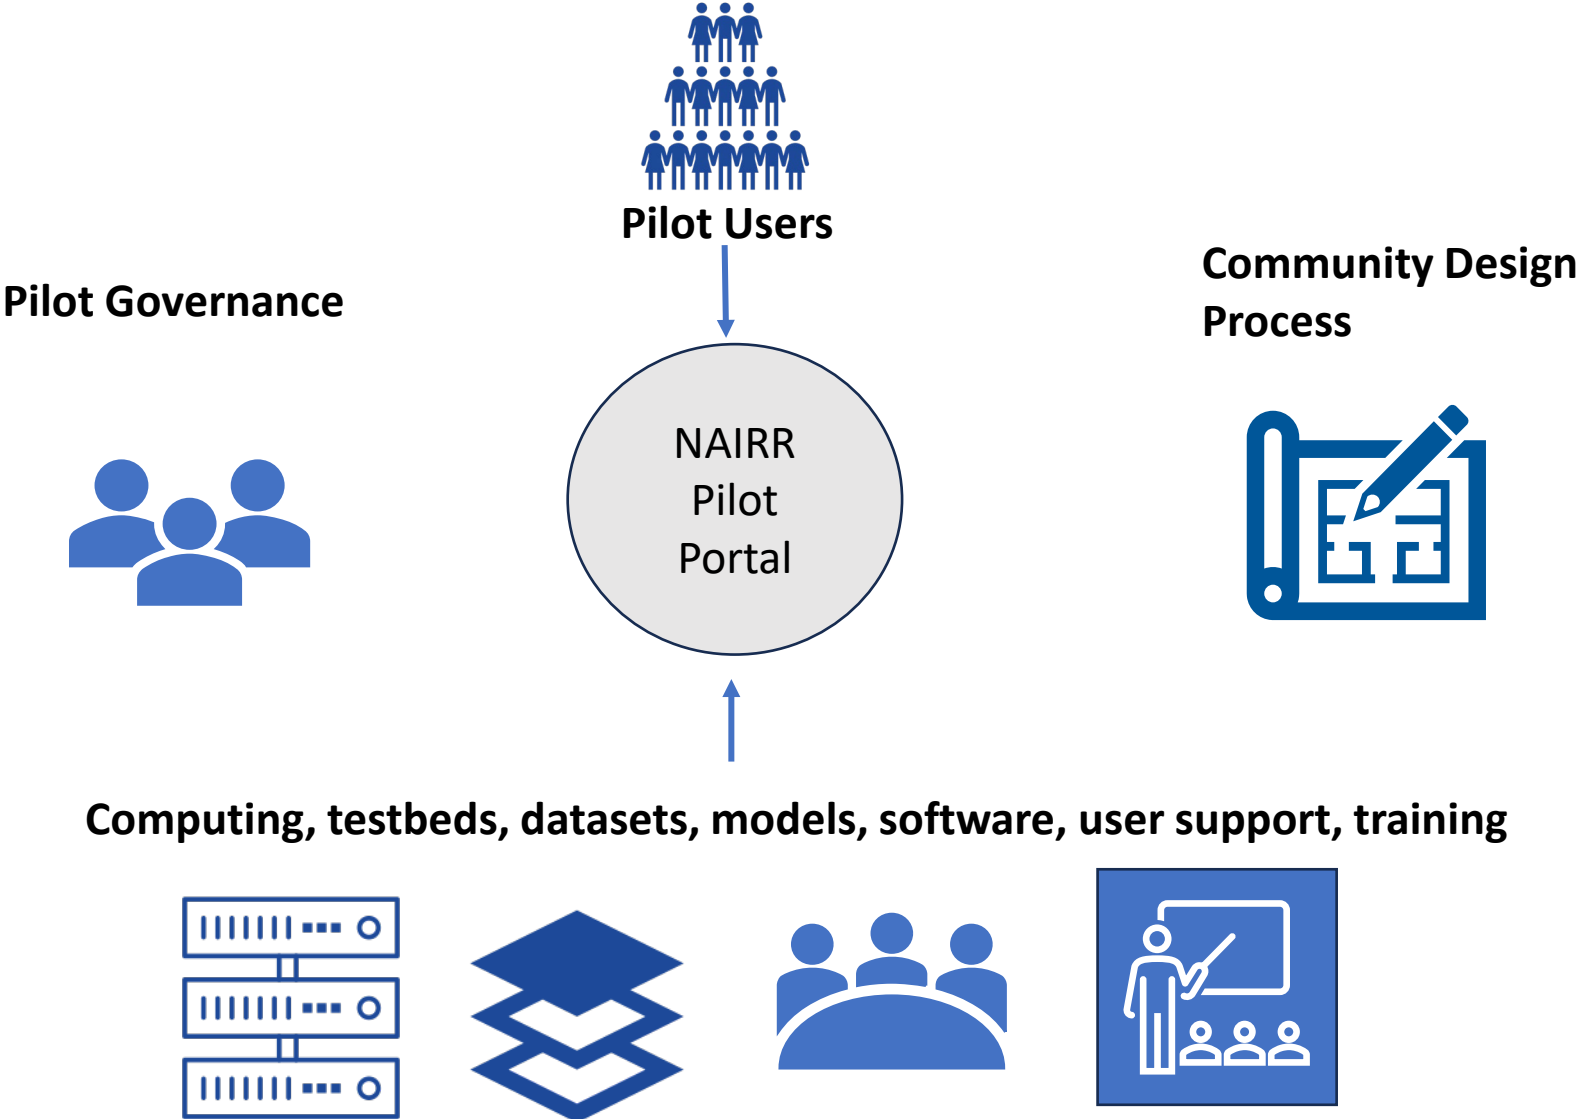 Pilot Users
Pilot Governance
Community Design
Process
NAIRR
Pilot
Portal
Computing, testbeds, datasets, models, software, user support, training